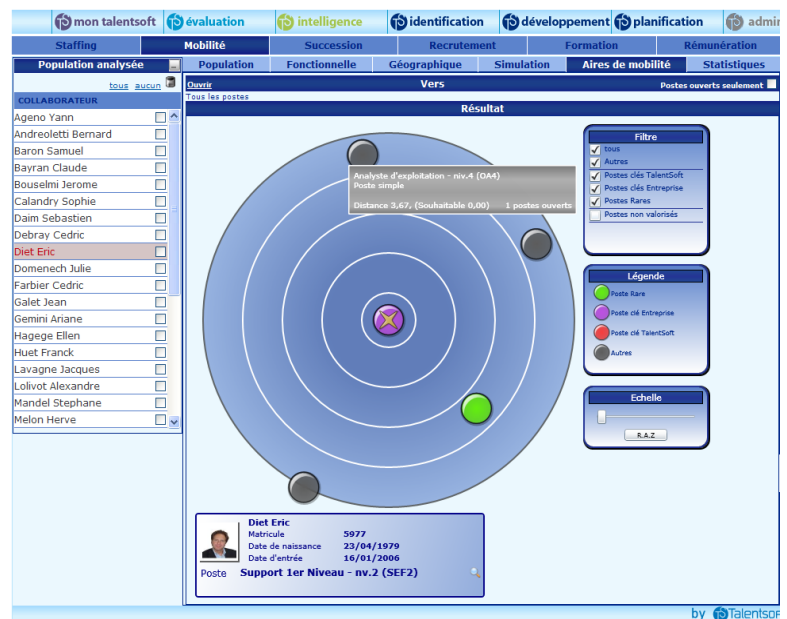 mon talentsoft évaluation intelligence identification développement planification admi
Staffing Mobilité Succession Recrutement Formation Rémunération
Population analysée Population Fonctionnelle Géographique Simulation Aires de mobilité Statistiques
tous aucun
Ouvrir Vers Postes ouverts seulement
Tous les postes
Résultat
COLLABORATEUR
Ageno Yann
Andreoletti Bernard
Baron Samuel
Bayran Claude
Bouselmi Jerome
Calandry Sophie
Daim Sebastien
Debray Cedric
Diet Eric
Domenech Julie
Farbier Cedric
Galet Jean
Gemini Ariane
Hagege Ellen
Huet Franck
Lavagne Jacques
Lolivot Alexandre
Mandel Stephane
Melon Herve
Analyste d'exploitation - niv.4 (OA4)
Poste simple
Distance 3,67, (Souhaitable 0,00) 1 postes ouverts
Filtre
tous
Autres
Postes clés TalentSoft
Postes clés Entreprise
Postes Rares
Postes non valorisés
Légende
Poste Rare
Poste clé Entreprise
Poste clé TalentSoft
Autres
Echelle
R.A.Z
Diet Eric
Matricule 5977
Date de naissance 23/04/1979
Date d'entrée 16/01/2006
Poste Support 1er Niveau - nv.2 (SEF2)
by Talentsof